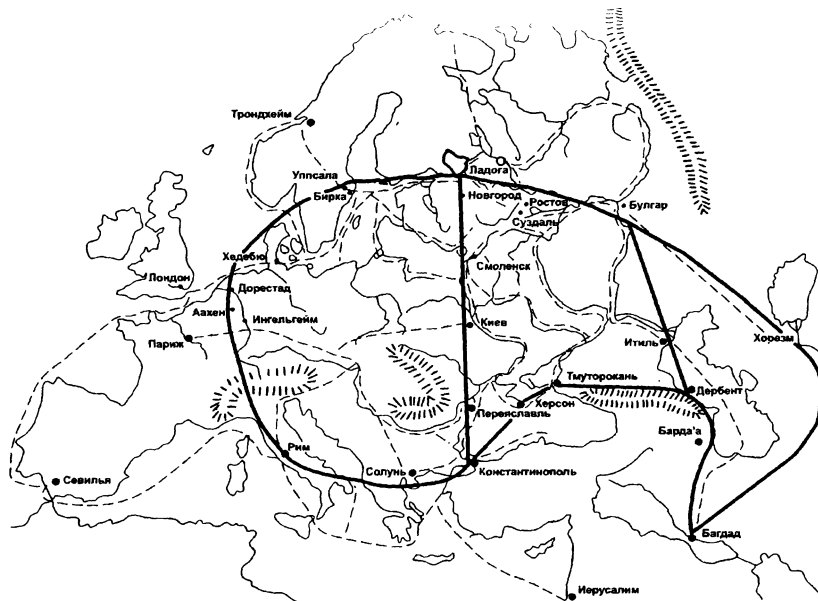 Трондхейм
Ладога
Уппсала
Бирка
Новгород
Ростов
Булгар
Суздаль
Хедебю
Смоленск
Лондон
Дорестад
Аахен
Ингельгейм
Киев
Париж
Итиль
Хорезм
Тмуторокань
Дербент
Херсон
Переяславль
Барда'а
Рим
Солунь
Константинополь
Севилья
Багдад
Иерусалим